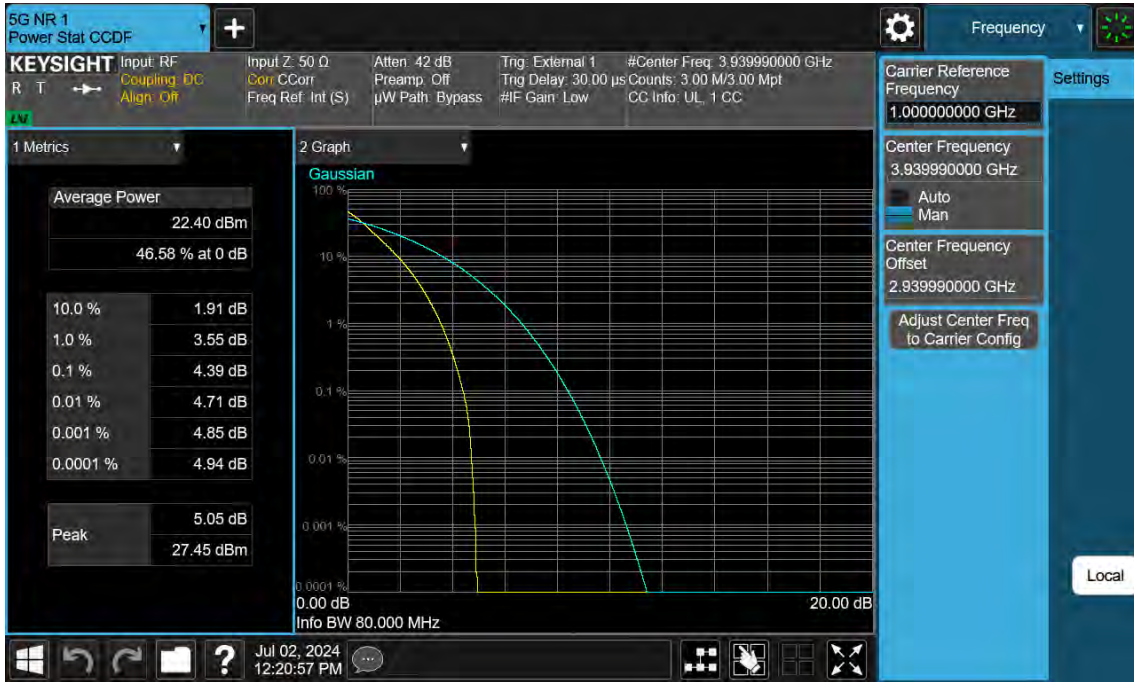 5G NR 1
Power Stat CCDF
Frequency
KEYSIGHT
R T
LNI
Input: RF
Coupling: DC
Align: Off
Input Z: 50 Ω
Corr CCorr
Freq Ref: Int (S)
Atten: 42 dB
Preamp: Off
µW Path: Bypass
Trig: External 1
Trig Delay: 30.00 µs
#IF Gain: Low
#Center Freq: 3.939990000 GHz
Counts: 3.00 M/3.00 Mpt
CC Info: UL, 1 CC
1 Metrics
Average Power
22.40 dBm
46.58 % at 0 dB
10.0 % 1.91 dB
1.0 % 3.55 dB
0.1 % 4.39 dB
0.01 % 4.71 dB
0.001 % 4.85 dB
0.0001 % 4.94 dB
Peak
5.05 dB
27.45 dBm
2 Graph
Gaussian
100 %
10 %
1 %
0.1 %
0.01 %
0.001 %
0.0001 %
0.00 dB 20.00 dB
Info BW 80.000 MHz
Carrier Reference
Frequency
1.000000000 GHz
Center Frequency
3.939990000 GHz
Auto
Man
Center Frequency
Offset
2.939990000 GHz
Adjust Center Freq
to Carrier Config
Settings
Local
?
Jul 02, 2024
12:20:57 PM